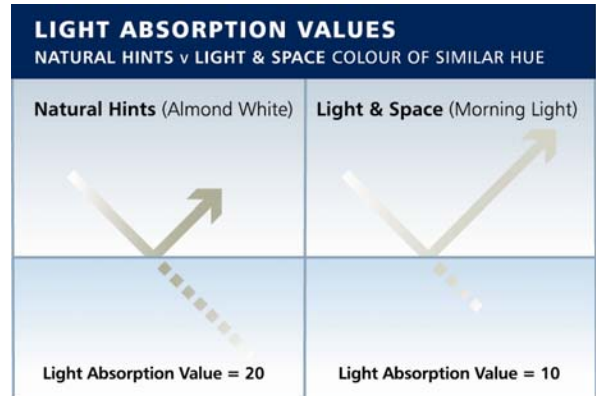 LIGHT ABSORPTION VALUES
NATURAL HINTS v LIGHT & SPACE COLOUR OF SIMILAR HUE
Natural Hints (Almond White)
Light & Space (Morning Light)
Light Absorption Value = 20
Light Absorption Value = 10